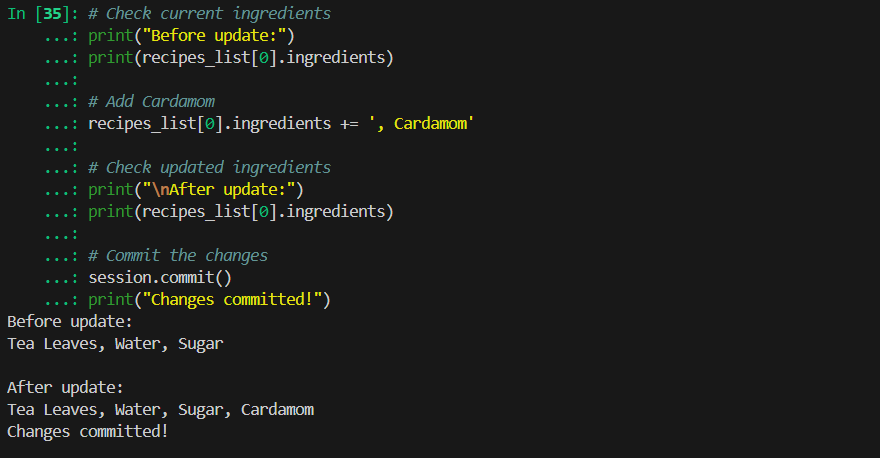 In [35]: # Check current ingredients
    ...: print("Before update:")
    ...: print(recipes_list[0].ingredients)
    ...:
    ...: # Add Cardamom
    ...: recipes_list[0].ingredients += ', Cardamom'
    ...:
    ...: # Check updated ingredients
    ...: print("\nAfter update:")
    ...: print(recipes_list[0].ingredients)
    ...:
    ...: # Commit the changes
    ...: session.commit()
    ...: print("Changes committed!")
Before update:
Tea Leaves, Water, Sugar

After update:
Tea Leaves, Water, Sugar, Cardamom
Changes committed!